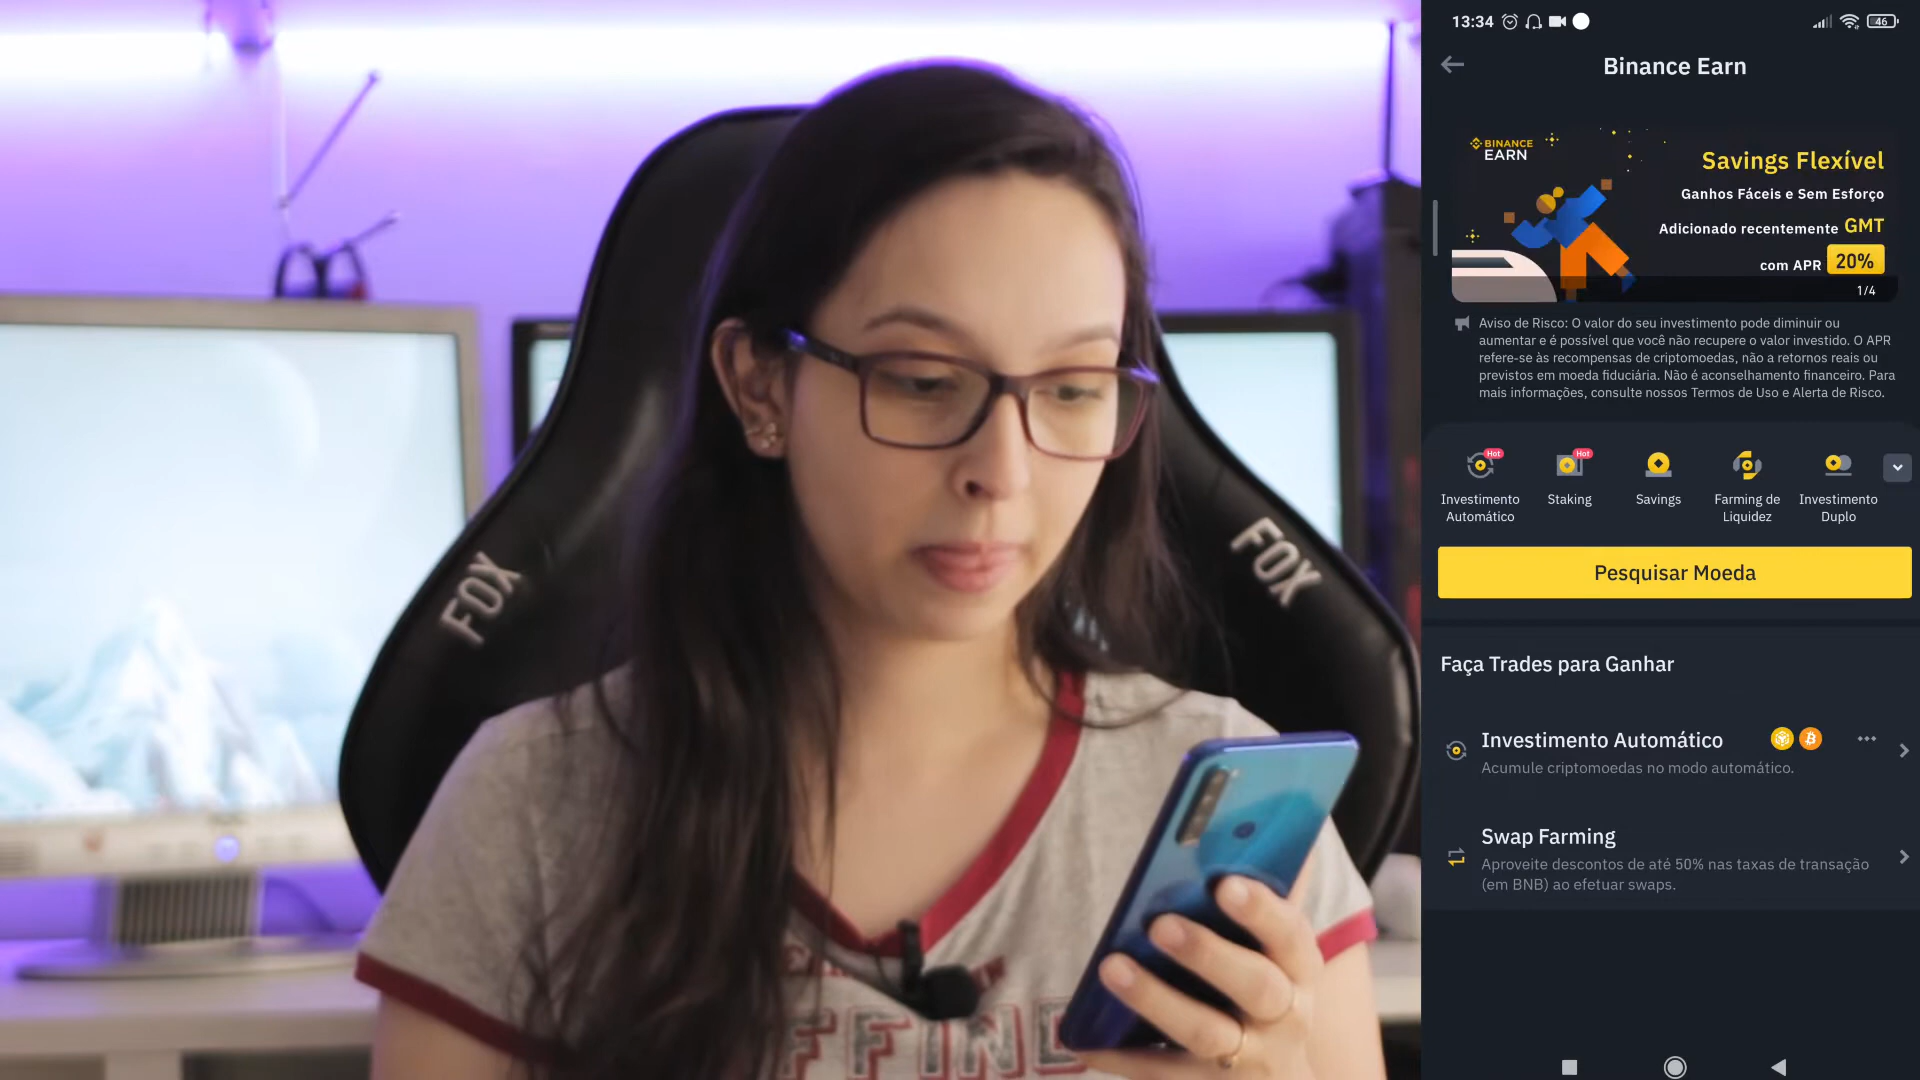 13:34
46
Binance Earn
BINANCE
EARN
Savings Flexível
Ganhos Fáceis e Sem Esforço
Adicionado recentemente GMT
com APR 20%
1/4
Aviso de Risco: O valor do seu investimento pode diminuir ou
aumentar e é possível que você não recupere o valor investido. O APR
refere-se às recompensas de criptomoedas, não a retornos reais ou
previstos em moeda fiduciária. Não é aconselhamento financeiro. Para
mais informações, consulte nossos Termos de Uso e Alerta de Risco.
Hot
Hot
Investimento
Automático
Staking
Savings
Farming de
Liquidez
Investimento
Duplo
Pesquisar Moeda
Faça Trades para Ganhar
Investimento Automático
Acumule criptomoedas no modo automático.
Swap Farming
Aproveite descontos de até 50% nas taxas de transação
(em BNB) ao efetuar swaps.
FOX
FOX